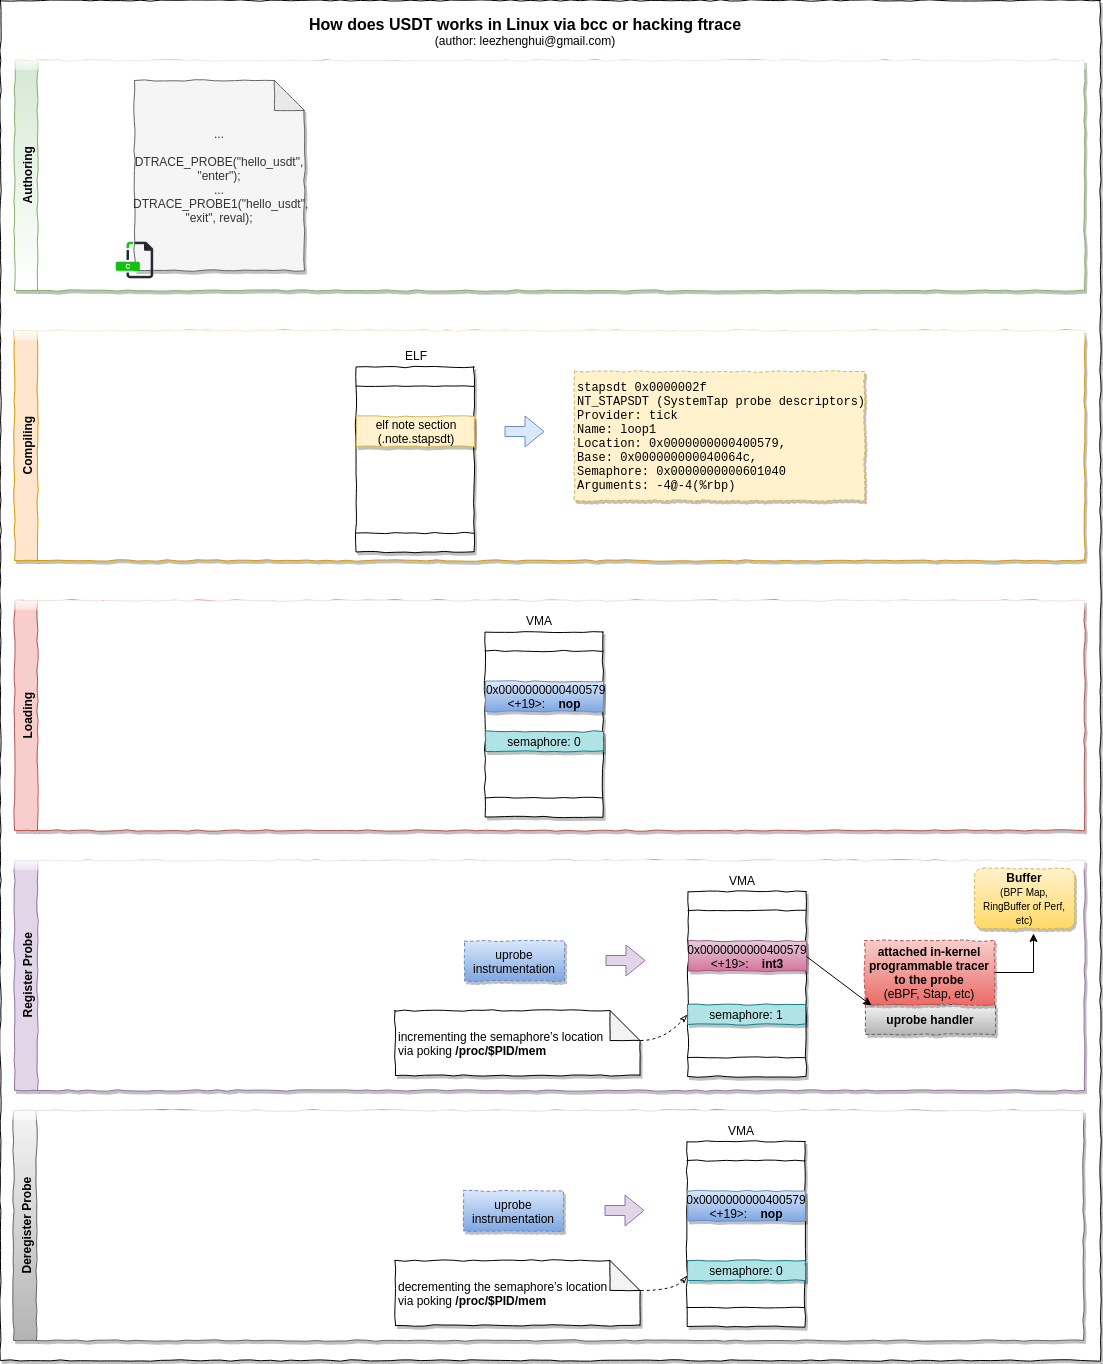 How does USDT works in Linux via bcc or hacking ftrace
(author: leezhenghui@gmail.com)
Authoring
...
DTRACE_PROBE("hello_usdt",
"enter");
...
DTRACE_PROBE1("hello_usdt",
"exit", reval);
C
Compiling
ELF
elf note section
(.note.stapsdt)
stapsdt 0x0000002f
NT_STAPSDT (SystemTap probe descriptors)
Provider: tick
Name: loop1
Location: 0x0000000000400579,
Base: 0x000000000040064c,
Semaphore: 0x0000000000601040
Arguments: -4@-4(%rbp)
Loading
VMA
0x0000000000400579
<+19>: nop
semaphore: 0
Register Probe
uprobe
instrumentation
incrementing the semaphore's location
via poking /proc/$PID/mem
VMA
0x0000000000400579
<+19>: int3
semaphore: 1
Buffer
(BPF Map,
RingBuffer of Perf,
etc)
attached in-kernel
programmable tracer
to the probe
(eBPF, Stap, etc)
uprobe handler
Deregister Probe
uprobe
instrumentation
decrementing the semaphore's location
via poking /proc/$PID/mem
VMA
0x0000000000400579
<+19>: nop
semaphore: 0